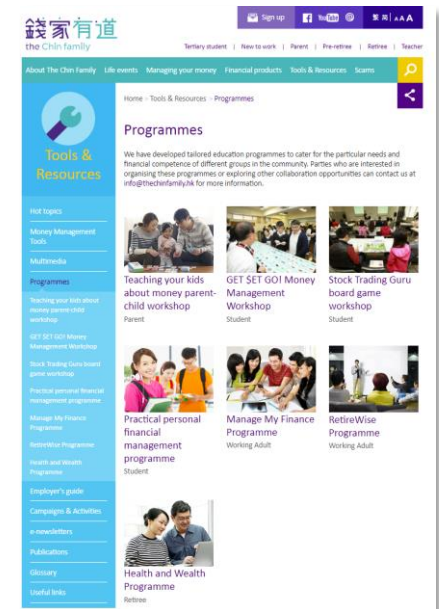 錢家有道
the Chin family
Sign up
YouTube
繁 簡 A A A
Tertiary student | New to work | Parent | Pre-retiree | Retiree | Teacher
About The Chin Family Life events Managing your money Financial products Tools & Resources Scams
Home - Tools & Resources - Programmes
Programmes
We have developed tailored education programmes to cater for the particular needs and
financial competence of different groups in the community. Parties who are interested in
organising these programmes or exploring other collaboration opportunities can contact us at
info@thechinfamily.hk for more information.
Tools &
Resources
Hot topics
Money Management
Tools
Multimedia
Programmes
Teaching your kids about
money parent-child
workshop
GET $ET GO! Money
Management Workshop
Stock Trading Guru board
game workshop
Practical personal financial
management programme
Manage My Finance
Programme
RetireWise Programme
Health and Wealth
Programme
Employer's guide
Campaigns & Activities
e-newsletters
Publications
Glossary
Useful links
Teaching your kids
about money parent-
child workshop
Parent
GET $ET GO! Money
Management
Workshop
Student
Stock Trading Guru
board game
workshop
Student
Practical personal
financial
management
programme
Student
Manage My Finance
Programme
Working Adult
RetireWise
Programme
Working Adult
Health and Wealth
Programme
Retiree